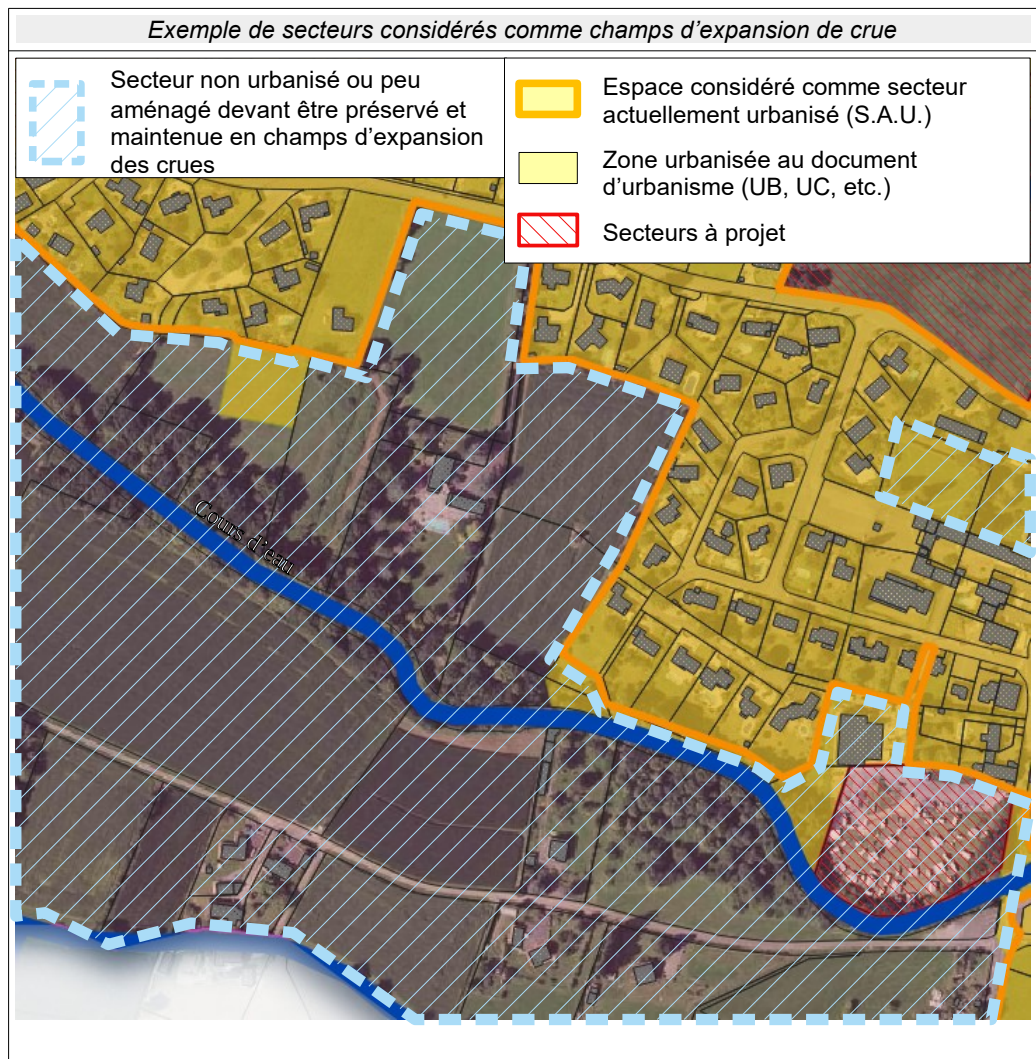 Exemple de secteurs considérés comme champs d'expansion de crue
Secteur non urbanisé ou peu
aménagé devant être préservé et
maintenue en champs d'expansion
des crues
Espace considéré comme secteur
actuellement urbanisé (S.A.U.)
Zone urbanisée au document
d'urbanisme (UB, UC, etc.)
Secteurs à projet
Cours d'eau